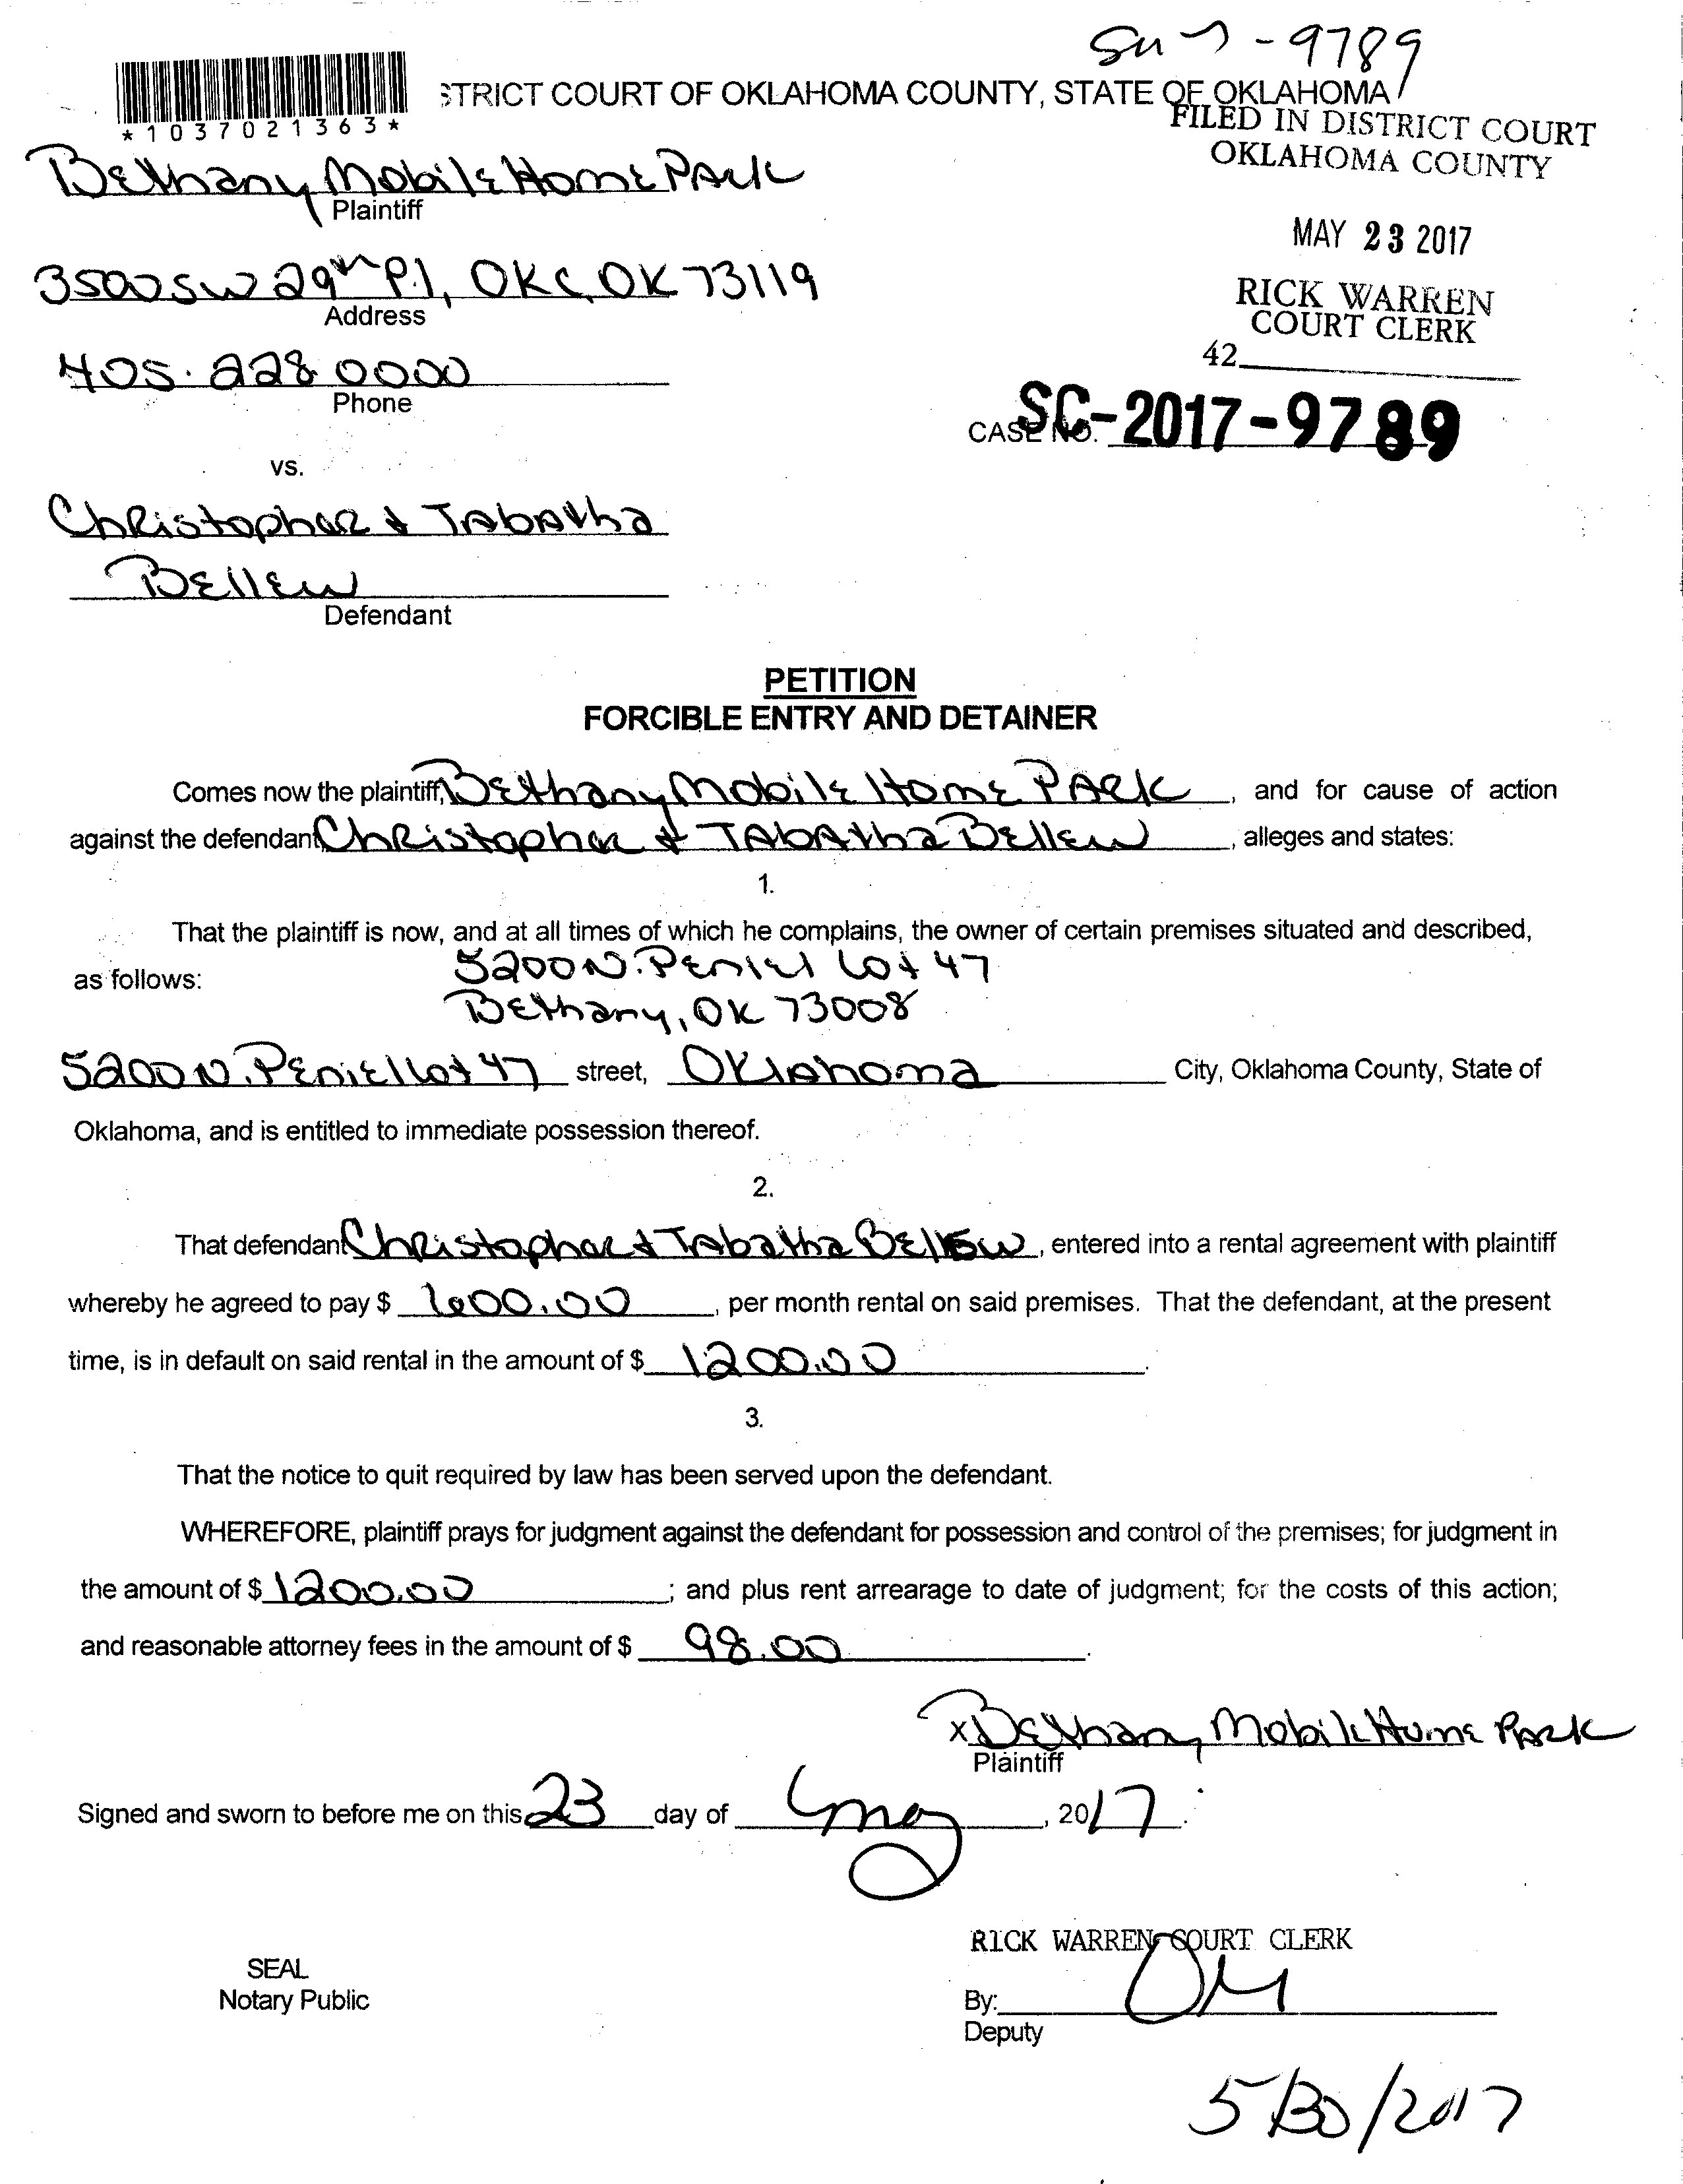 -9789
STRICT COURT OF OKLAHOMA COUNTY, STATE OF OKLAHOMA
*1037021363*
FILED IN DISTRICT COURT
OKLAHOMA COUNTY
Bethany Mobile Home Park
Plaintiff
MAY 23 2017
3500 SW 29th Pl, OKC, OK 73119
Address
RICK WARREN
COURT CLERK
42
405.228.0000
Phone
CASE NO. SC-2017-9789
vs.
Christopher & Tabatha
Bellew
Defendant
PETITION
FORCIBLE ENTRY AND DETAINER
Comes now the plaintiff, Bethany Mobile Home Park, and for cause of action
against the defendant Christopher & Tabatha Bellew, alleges and states:
1.
That the plaintiff is now, and at all times of which he complains, the owner of certain premises situated and described,
as follows: 5200 N. Peniel Lot 47
Bethany, OK 73008
5200 N. Peniel Lot 47 street, Oklahoma City, Oklahoma County, State of
Oklahoma, and is entitled to immediate possession thereof.
2.
That defendant Christopher & Tabatha Bellew, entered into a rental agreement with plaintiff
whereby he agreed to pay $ 600.00, per month rental on said premises. That the defendant, at the present
time, is in default on said rental in the amount of $ 1200.00.
3.
That the notice to quit required by law has been served upon the defendant.
WHEREFORE, plaintiff prays for judgment against the defendant for possession and control of the premises; for judgment in
the amount of $ 1200.00; and plus rent arrearage to date of judgment; for the costs of this action;
and reasonable attorney fees in the amount of $ 98.00.
x Bethany Mobile Home Park
Plaintiff
Signed and sworn to before me on this 23 day of May, 2017.
RICK WARREN COURT CLERK
SEAL
Notary Public
By:
Deputy
5/30/2017